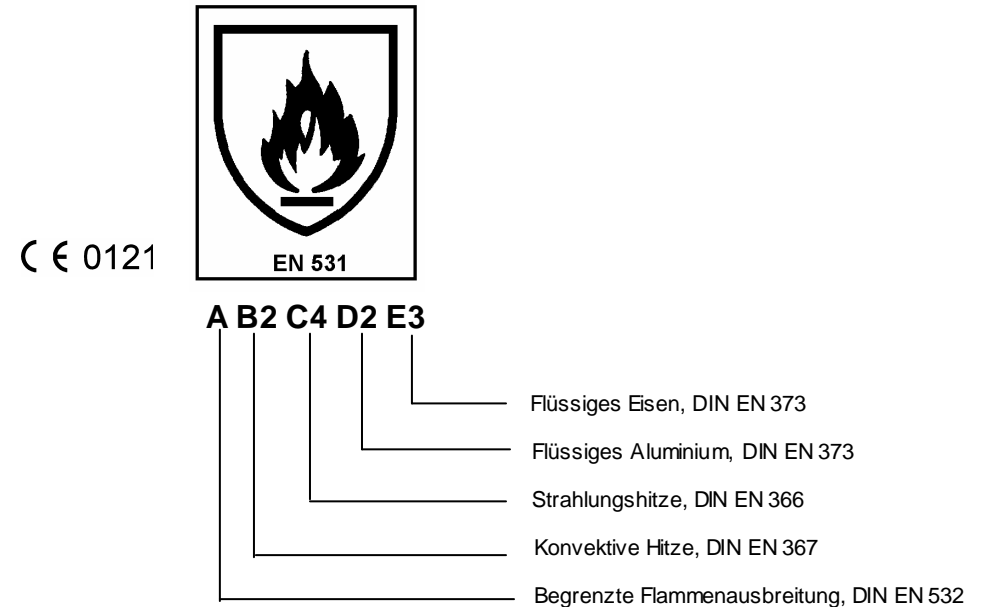 EN 531
CE 0121
A B2 C4 D2 E3
Flüssiges Eisen, DIN EN 373
Flüssiges Aluminium, DIN EN 373
Strahlungshitze, DIN EN 366
Konvektive Hitze, DIN EN 367
Begrenzte Flammenausbreitung, DIN EN 532